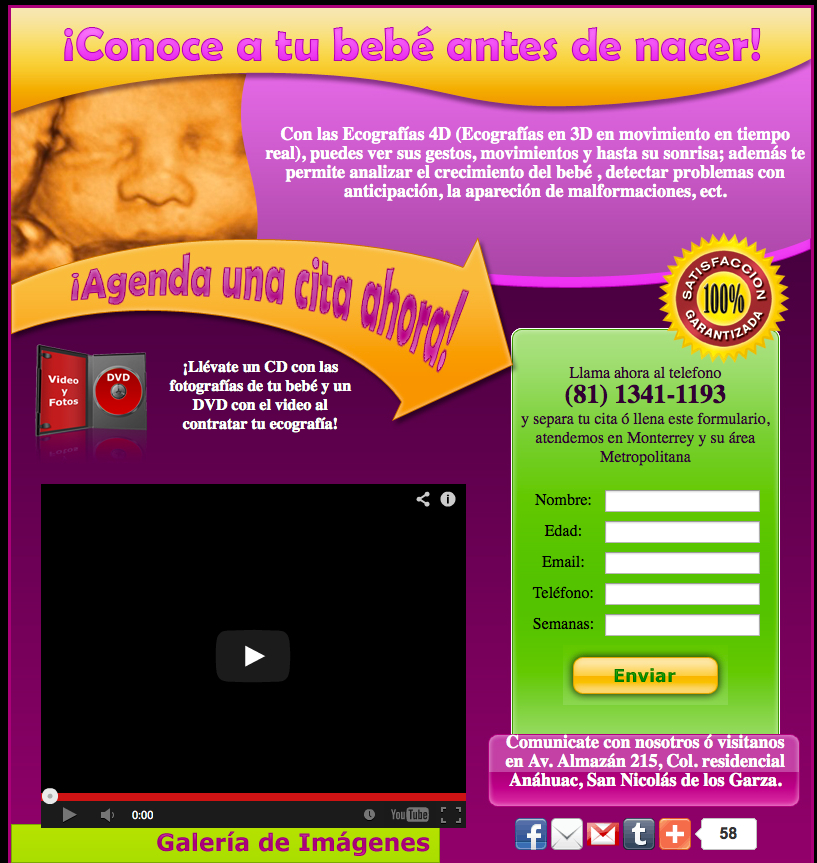 ¡Conoce a tu bebé antes de nacer!
Con las Ecografías 4D (Ecografías en 3D en movimiento en tiempo
real), puedes ver sus gestos, movimientos y hasta su sonrisa; además te
permite analizar el crecimiento del bebé , detectar problemas con
anticipación, la aparición de malformaciones, ect.
¡Agenda una cita ahora!
SATISFACCION
100%
GARANTIZADA
Video
y
Fotos
DVD
¡Llévate un CD con las
fotografías de tu bebé y un
DVD con el video al
contratar tu ecografía!
Llama ahora al telefono
(81) 1341-1193
y separa tu cita ó llena este formulario,
atendemos en Monterrey y su área
Metropolitana
Nombre:
Edad:
Email:
Teléfono:
Semanas:
Enviar
Comunicate con nosotros ó visitanos
en Av. Almazán 215, Col. residencial
Anáhuac, San Nicolás de los Garza.
0:00
YouTube
Galería de Imágenes
58